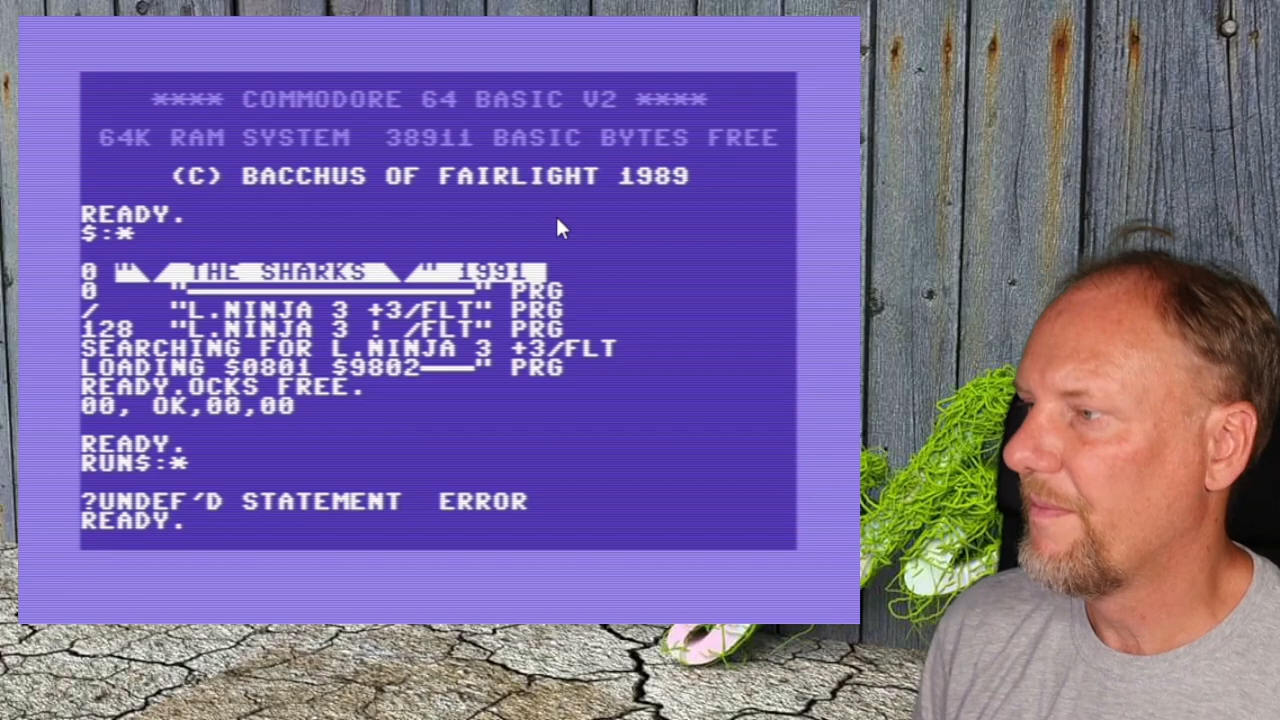 **** COMMODORE 64 BASIC V2 ****
64K RAM SYSTEM  38911 BASIC BYTES FREE
(C) BACCHUS OF FAIRLIGHT 1989
READY.
$:*
0 " THE SHARKS " 1991
0 "" PRG
/ "L.NINJA 3 +3/FLT" PRG
128 "L.NINJA 3 ! /FLT" PRG
SEARCHING FOR L.NINJA 3 +3/FLT
LOADING $0801 $9802" PRG
READY.OCKS FREE.
00, OK,00,00
READY.
RUN$:*
?UNDEF'D STATEMENT  ERROR
READY.